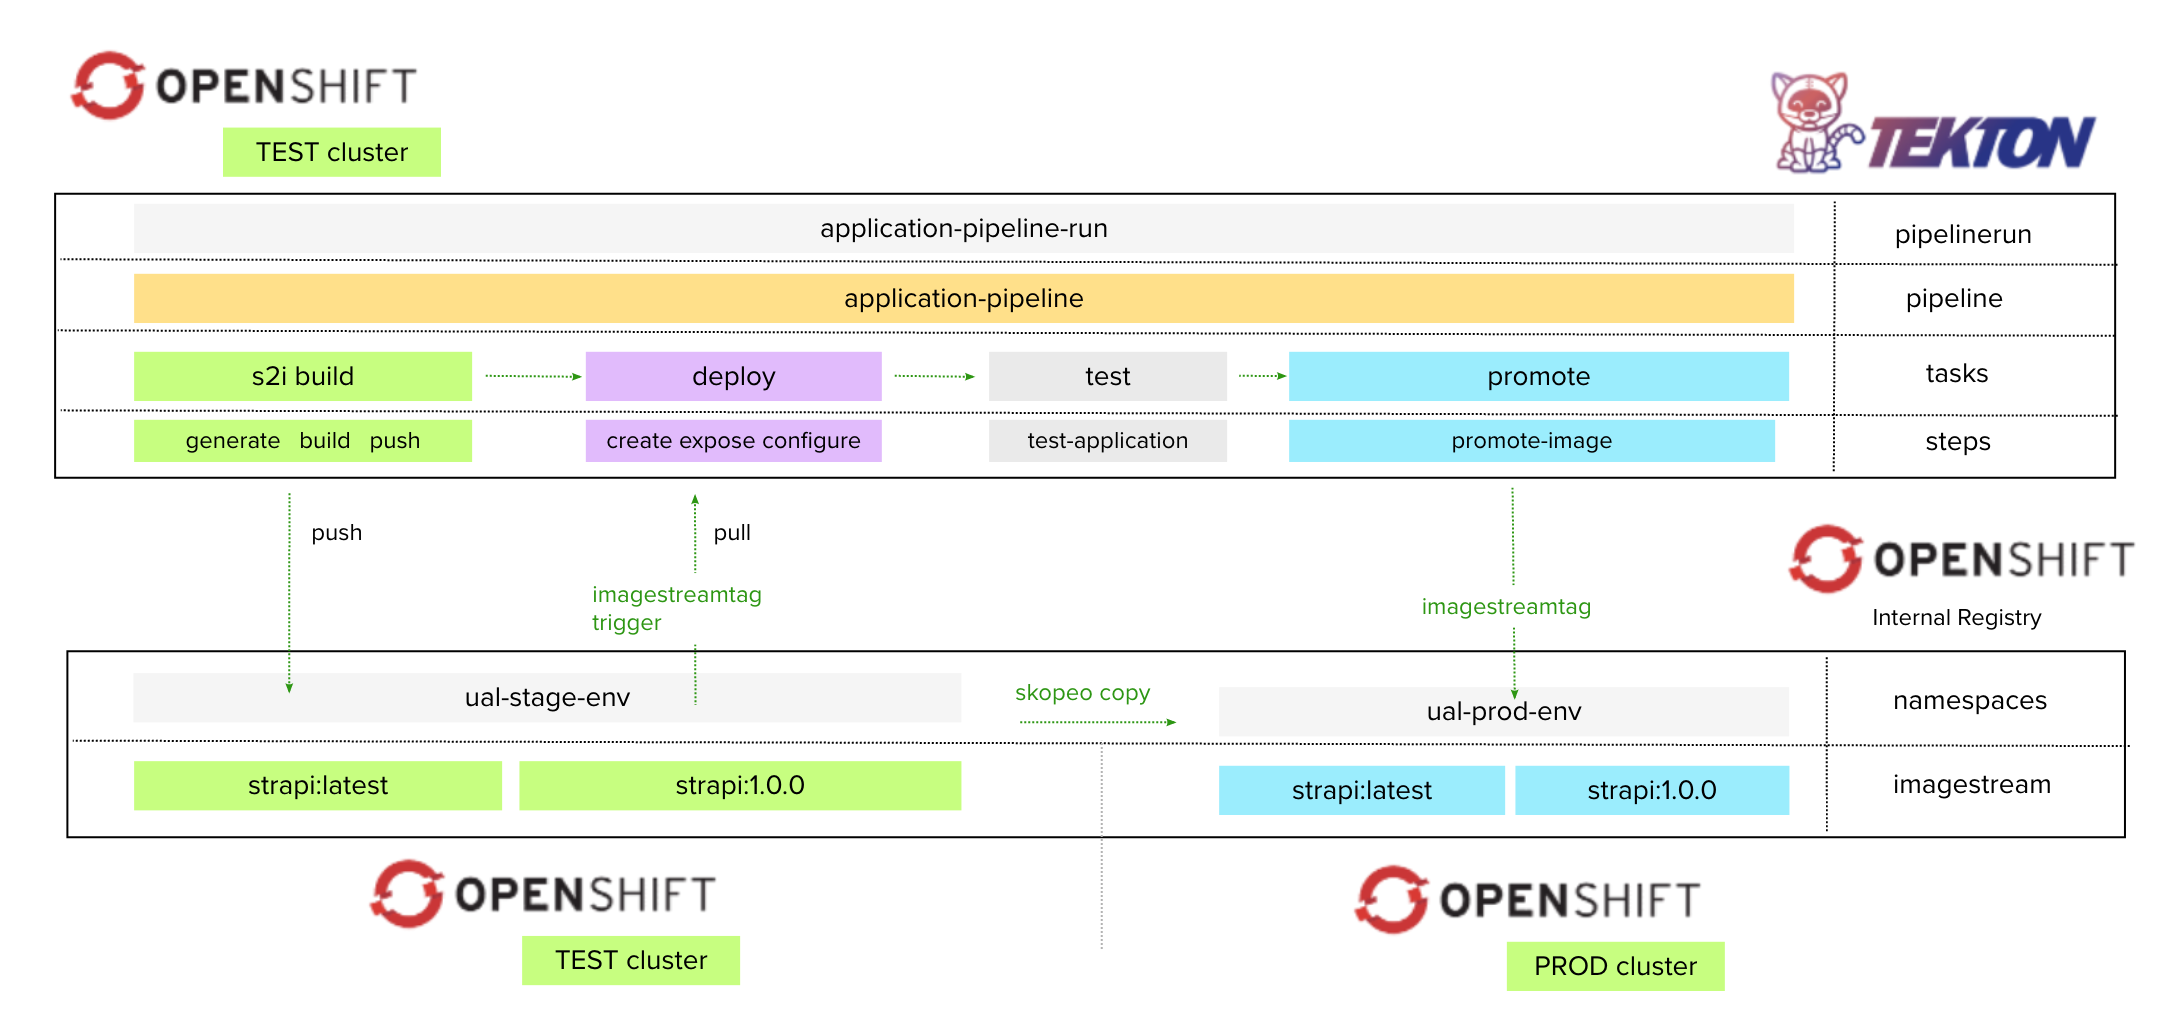 OPENSHIFT
TEST cluster
TEKTON
application-pipeline-run
pipelinerun
application-pipeline
pipeline
s2i build
deploy
test
promote
tasks
generate build push
create expose configure
test-application
promote-image
steps
push
pull
imagestreamtag
trigger
imagestreamtag
OPENSHIFT
Internal Registry
ual-stage-env
skopeo copy
ual-prod-env
namespaces
strapi:latest
strapi:1.0.0
strapi:latest
strapi:1.0.0
imagestream
OPENSHIFT
TEST cluster
OPENSHIFT
PROD cluster